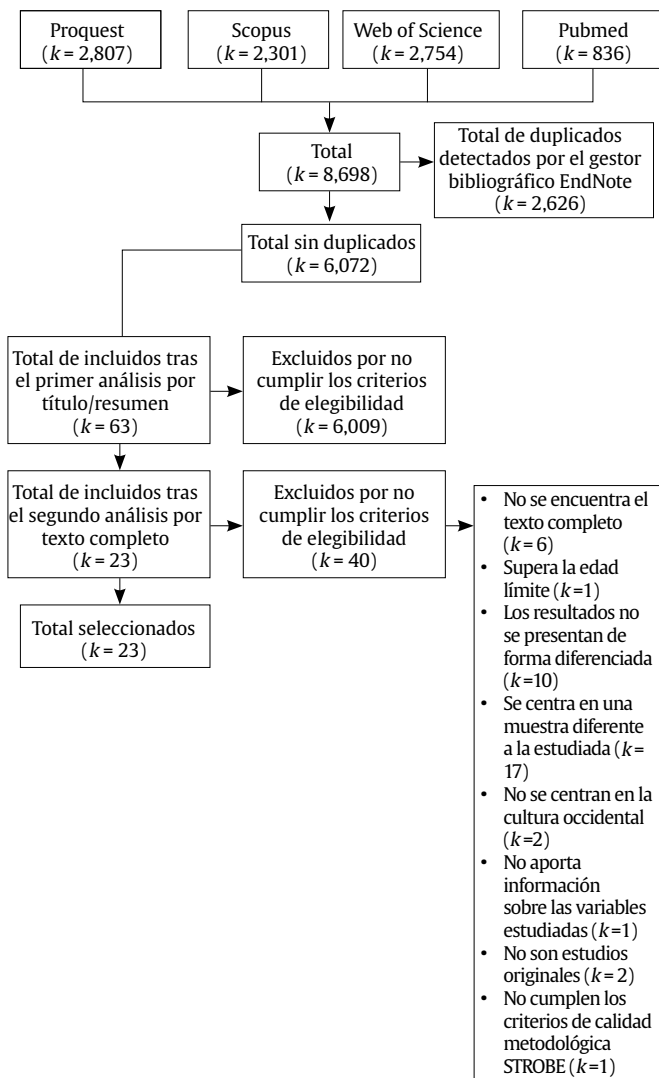 Proquest
(k = 2,807)
Scopus
(k = 2,301)
Web of Science
(k = 2,754)
Pubmed
(k = 836)
Total
(k = 8,698)
Total de duplicados
detectados por el gestor
bibliográfico EndNote
(k = 2,626)
Total sin duplicados
(k = 6,072)
Total de incluidos tras
el primer análisis por
título/resumen
(k = 63)
Excluidos por no
cumplir los criterios
de elegibilidad
(k = 6,009)
Total de incluidos tras
el segundo análisis por
texto completo
(k = 23)
Excluidos por no
cumplir los criterios
de elegibilidad
(k = 40)
• No se encuentra el
texto completo
(k = 6)
• Supera la edad
límite (k =1)
• Los resultados no
se presentan de
forma diferenciada
(k =10)
• Se centra en una
muestra diferente
a la estudiada (k =
17)
• No se centran en la
cultura occidental
(k =2)
• No aporta
información
sobre las variables
estudiadas (k =1)
• No son estudios
originales (k = 2)
• No cumplen los
criterios de calidad
metodológica
STROBE (k =1)
Total seleccionados
(k = 23)